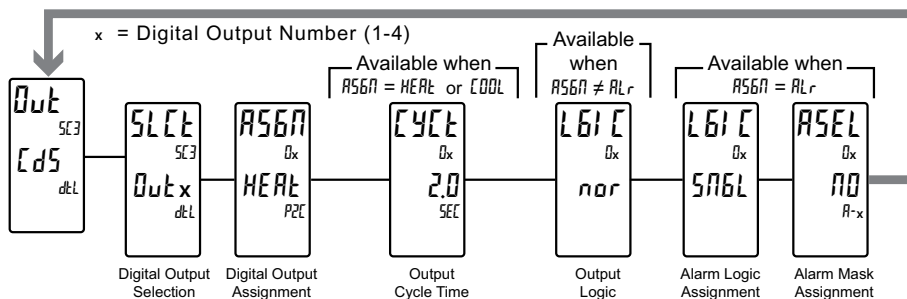 x = Digital Output Number (1-4)
Available when
ASGN = HEAt or COOL
Available
when
ASGN ≠ ALr
Available when
ASGN = ALr
Out
SC3
CdS
dtL
SLCt
SC3
Outx
dtL
ASGN
Ox
HEAt
P2C
CYCt
Ox
2.0
SEC
LGIC
Ox
nor
LGIC
Ox
SNGL
ASEL
Ox
NO
A-x
Digital Output
Selection
Digital Output
Assignment
Output
Cycle Time
Output
Logic
Alarm Logic
Assignment
Alarm Mask
Assignment